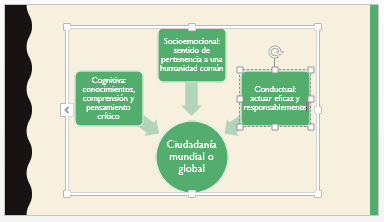 Socioemocional:
sentido de
pertenencia a una
humanidad común
Cognitiva:
conocimientos,
comprensión y
pensamiento
crítico
Conductual:
actuar eficaz y
responsablemente
Ciudadanía
mundial o
global